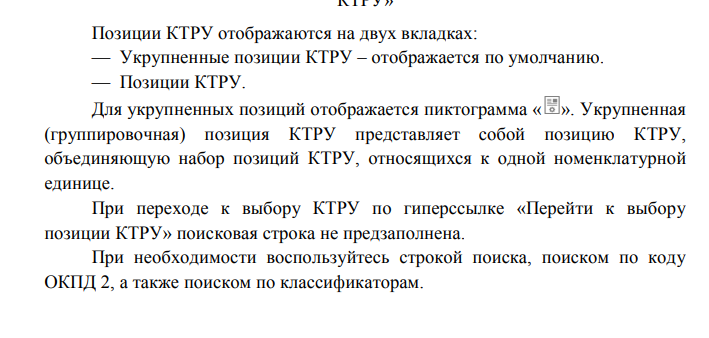 КТРУ»
Позиции КТРУ отображаются на двух вкладках:
— Укрупненные позиции КТРУ – отображается по умолчанию.
— Позиции КТРУ.
Для укрупненных позиций отображается пиктограмма «». Укрупненная
(группировочная) позиция КТРУ представляет собой позицию КТРУ,
объединяющую набор позиций КТРУ, относящихся к одной номенклатурной
единице.
При переходе к выбору КТРУ по гиперссылке «Перейти к выбору
позиции КТРУ» поисковая строка не предзаполнена.
При необходимости воспользуйтесь строкой поиска, поиском по коду
ОКПД 2, а также поиском по классификаторам.